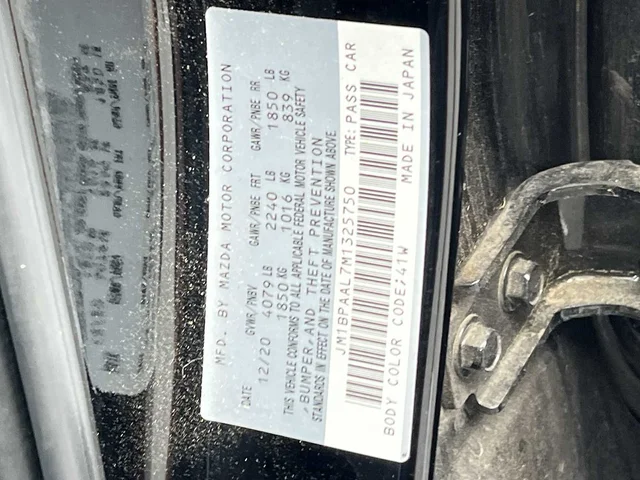 MFD. BY MAZDA MOTOR CORPORATION
DATE GVWR/PNBV GAWR/PNBE FRT GAWR/PNBE RR
12/20 4079 LB 2240 LB 1850 LB
1850 KG 1016 KG 839 KG
THIS VEHICLE CONFORMS TO ALL APPLICABLE FEDERAL MOTOR VEHICLE SAFETY
,BUMPER,AND THEFT PREVENTION
STANDARDS IN EFFECT ON THE DATE OF MANUFACTURE SHOWN ABOVE
JM1BPAAL7M1325750 TYPE: PASS CAR
BODY COLOR CODE;41W MADE IN JAPAN